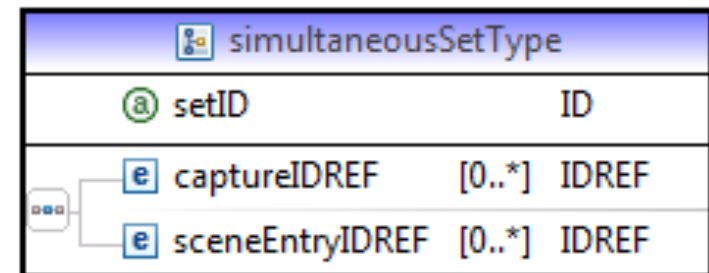 simultaneousSetType
a setID ID
e captureIDREF [0..*] IDREF
e sceneEntryIDREF [0..*] IDREF